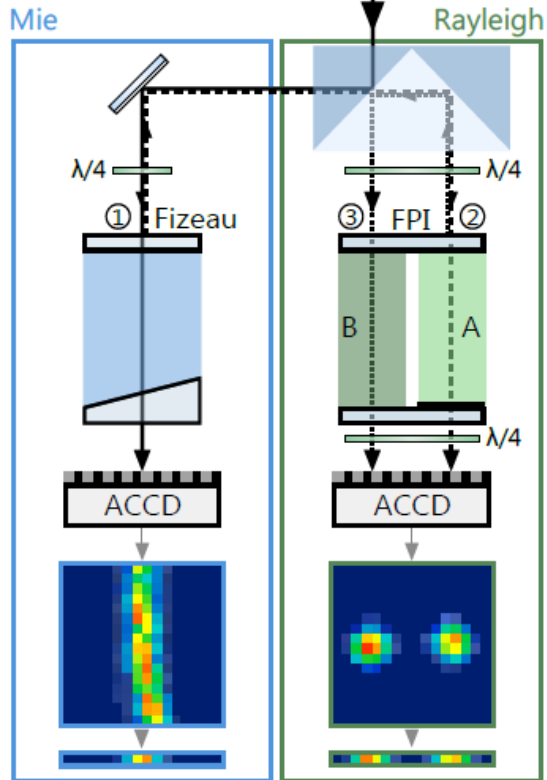 Mie
Rayleigh
λ/4
λ/4
① Fizeau
③ FPI ②
B
A
λ/4
ACCD
ACCD